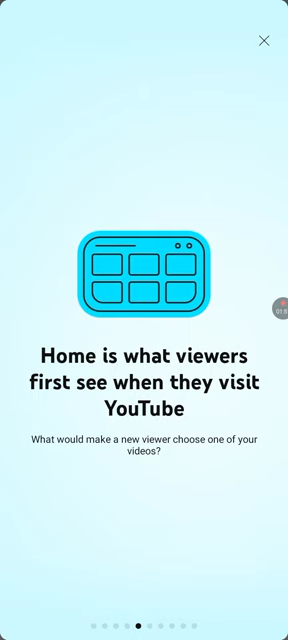 Home is what viewers
first see when they visit
YouTube
What would make a new viewer choose one of your
videos?